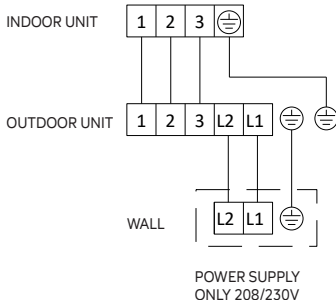 INDOOR UNIT
1 2 3
OUTDOOR UNIT
1 2 3 L2 L1
WALL
L2 L1
POWER SUPPLY
ONLY 208/230V